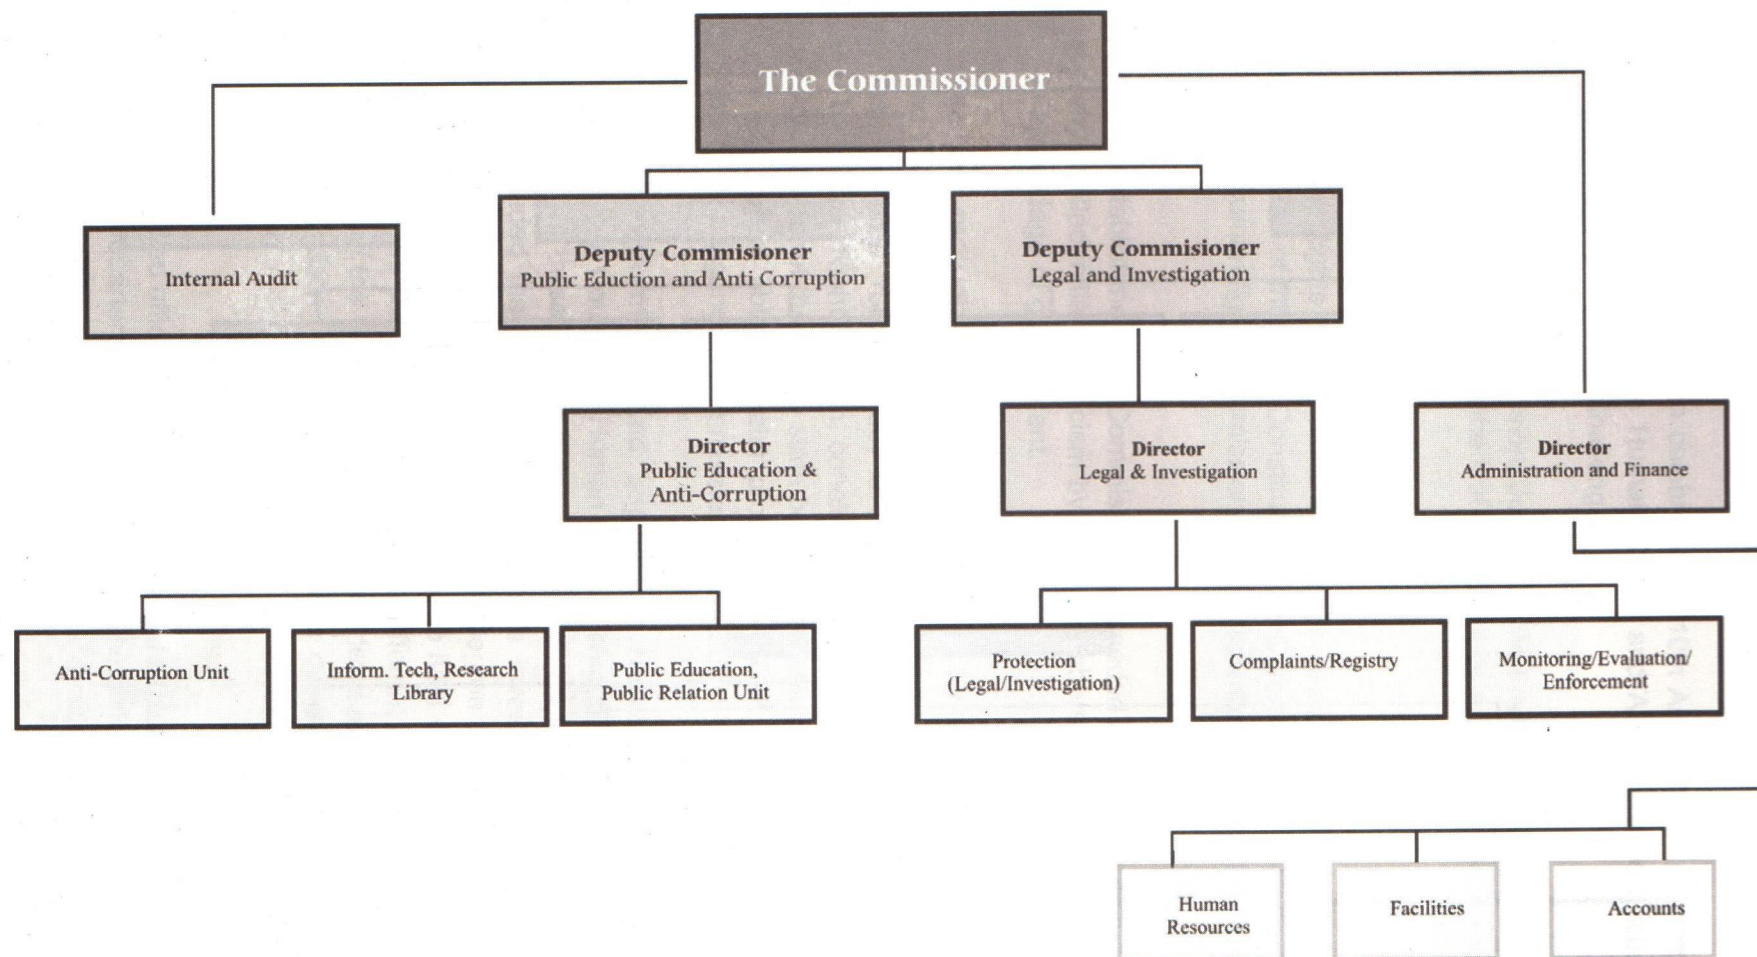 The Commissioner
Internal Audit
Deputy Commisioner
Public Eduction and Anti Corruption
Deputy Commisioner
Legal and Investigation
Director
Public Education &
Anti-Corruption
Director
Legal & Investigation
Director
Administration and Finance
Anti-Corruption Unit
Inform. Tech, Research
Library
Public Education,
Public Relation Unit
Protection
(Legal/Investigation)
Complaints/Registry
Monitoring/Evaluation/
Enforcement
Human
Resources
Facilities
Accounts